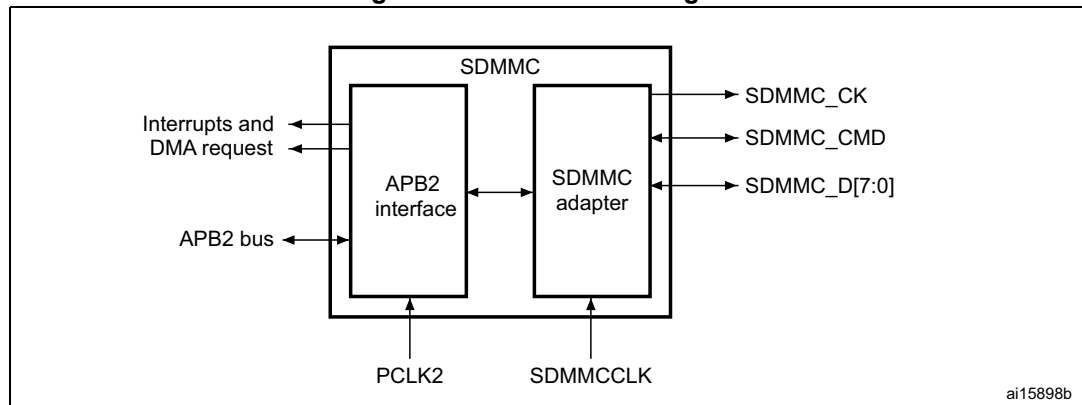 SDMMC
Interrupts and
DMA request
APB2 bus
APB2
interface
SDMMC
adapter
SDMMC_CK
SDMMC_CMD
SDMMC_D[7:0]
PCLK2
SDMMCCLK
ai15898b